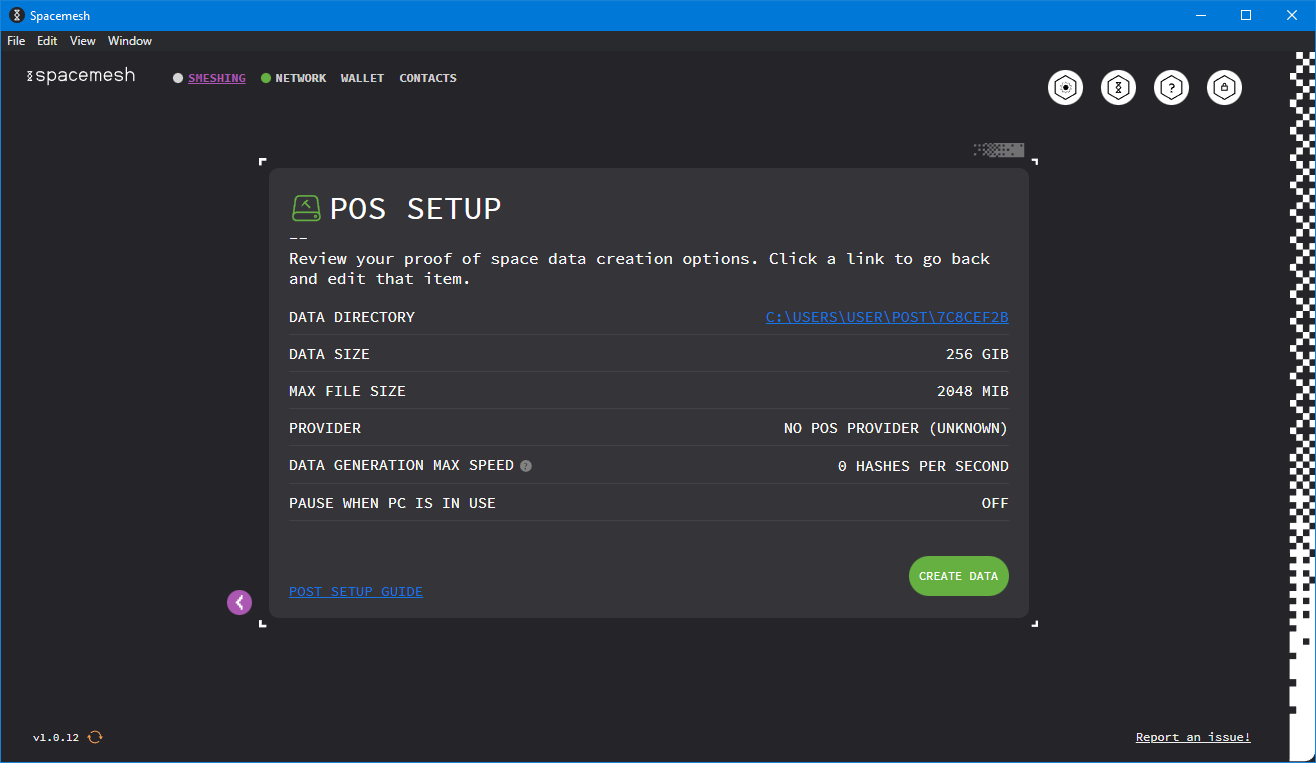 Spacemesh
File Edit View Window
spacemesh
SMESHING NETWORK WALLET CONTACTS
?
POS SETUP
--
Review your proof of space data creation options. Click a link to go back
and edit that item.
DATA DIRECTORY C:\USERS\USER\POST\7C8CEF2B
DATA SIZE 256 GIB
MAX FILE SIZE 2048 MIB
PROVIDER NO POS PROVIDER (UNKNOWN)
DATA GENERATION MAX SPEED ? 0 HASHES PER SECOND
PAUSE WHEN PC IS IN USE OFF
CREATE DATA
POST SETUP GUIDE
v1.0.12
Report an issue!